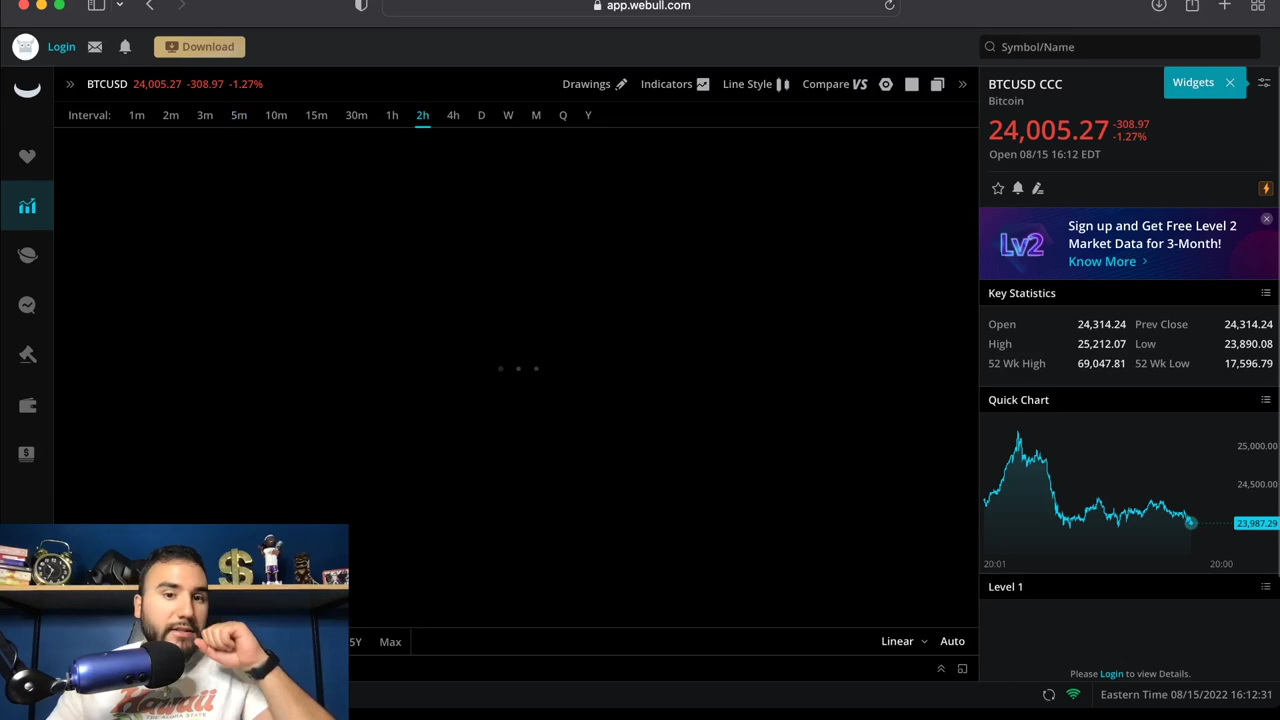 app.webull.com
Login
Download
Symbol/Name
BTCUSD 24,005.27 -308.97 -1.27%
Drawings
Indicators
Line Style
Compare VS
Interval: 1m 2m 3m 5m 10m 15m 30m 1h 2h 4h D W M Q Y
BTCUSD CCC
Widgets
Bitcoin
24,005.27 -308.97
-1.27%
Open 08/15 16:12 EDT
Lv2
Sign up and Get Free Level 2
Market Data for 3-Month!
Know More
Key Statistics
Open 24,314.24 Prev Close 24,314.24
High 25,212.07 Low 23,890.08
52 Wk High 69,047.81 52 Wk Low 17,596.79
Quick Chart
25,000.00
24,500.00
23,987.29
20:01 20:00
Level 1
Please Login to view Details.
5Y Max
Linear Auto
Eastern Time 08/15/2022 16:12:31
Hawaii
THE ALOHA STATE